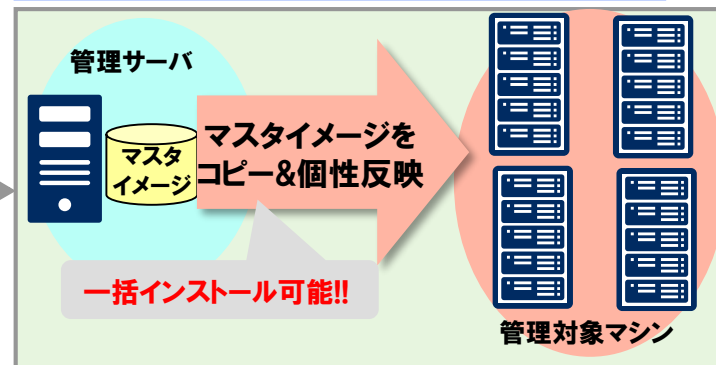 管理サーバ
マスタ
イメージ
マスタイメージを
コピー&個性反映
一括インストール可能!!
管理対象マシン